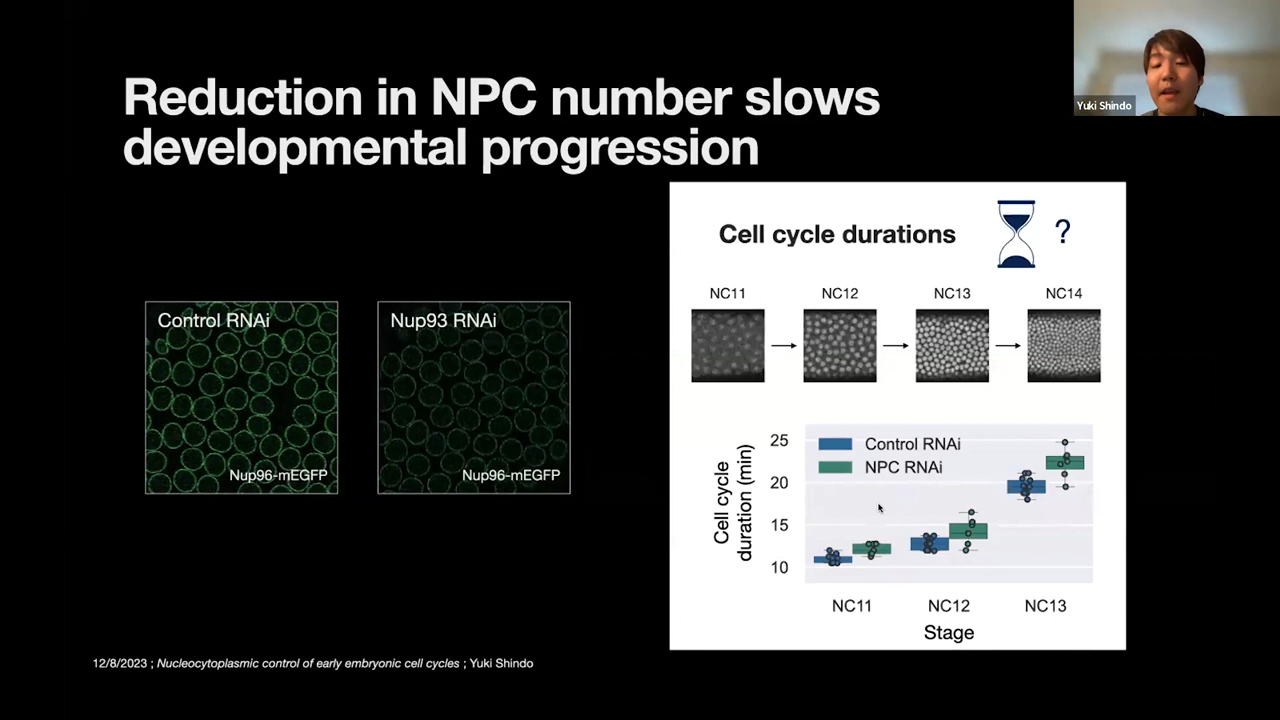 Reduction in NPC number slows
developmental progression
Yuki Shindo
Control RNAi
Nup96-mEGFP
Nup93 RNAi
Nup96-mEGFP
Cell cycle durations
?
NC11
NC12
NC13
NC14
Control RNAi
NPC RNAi
Cell cycle
duration (min)
25
20
15
10
NC11
NC12
NC13
Stage
12/8/2023 ; Nucleocytoplasmic control of early embryonic cell cycles ; Yuki Shindo